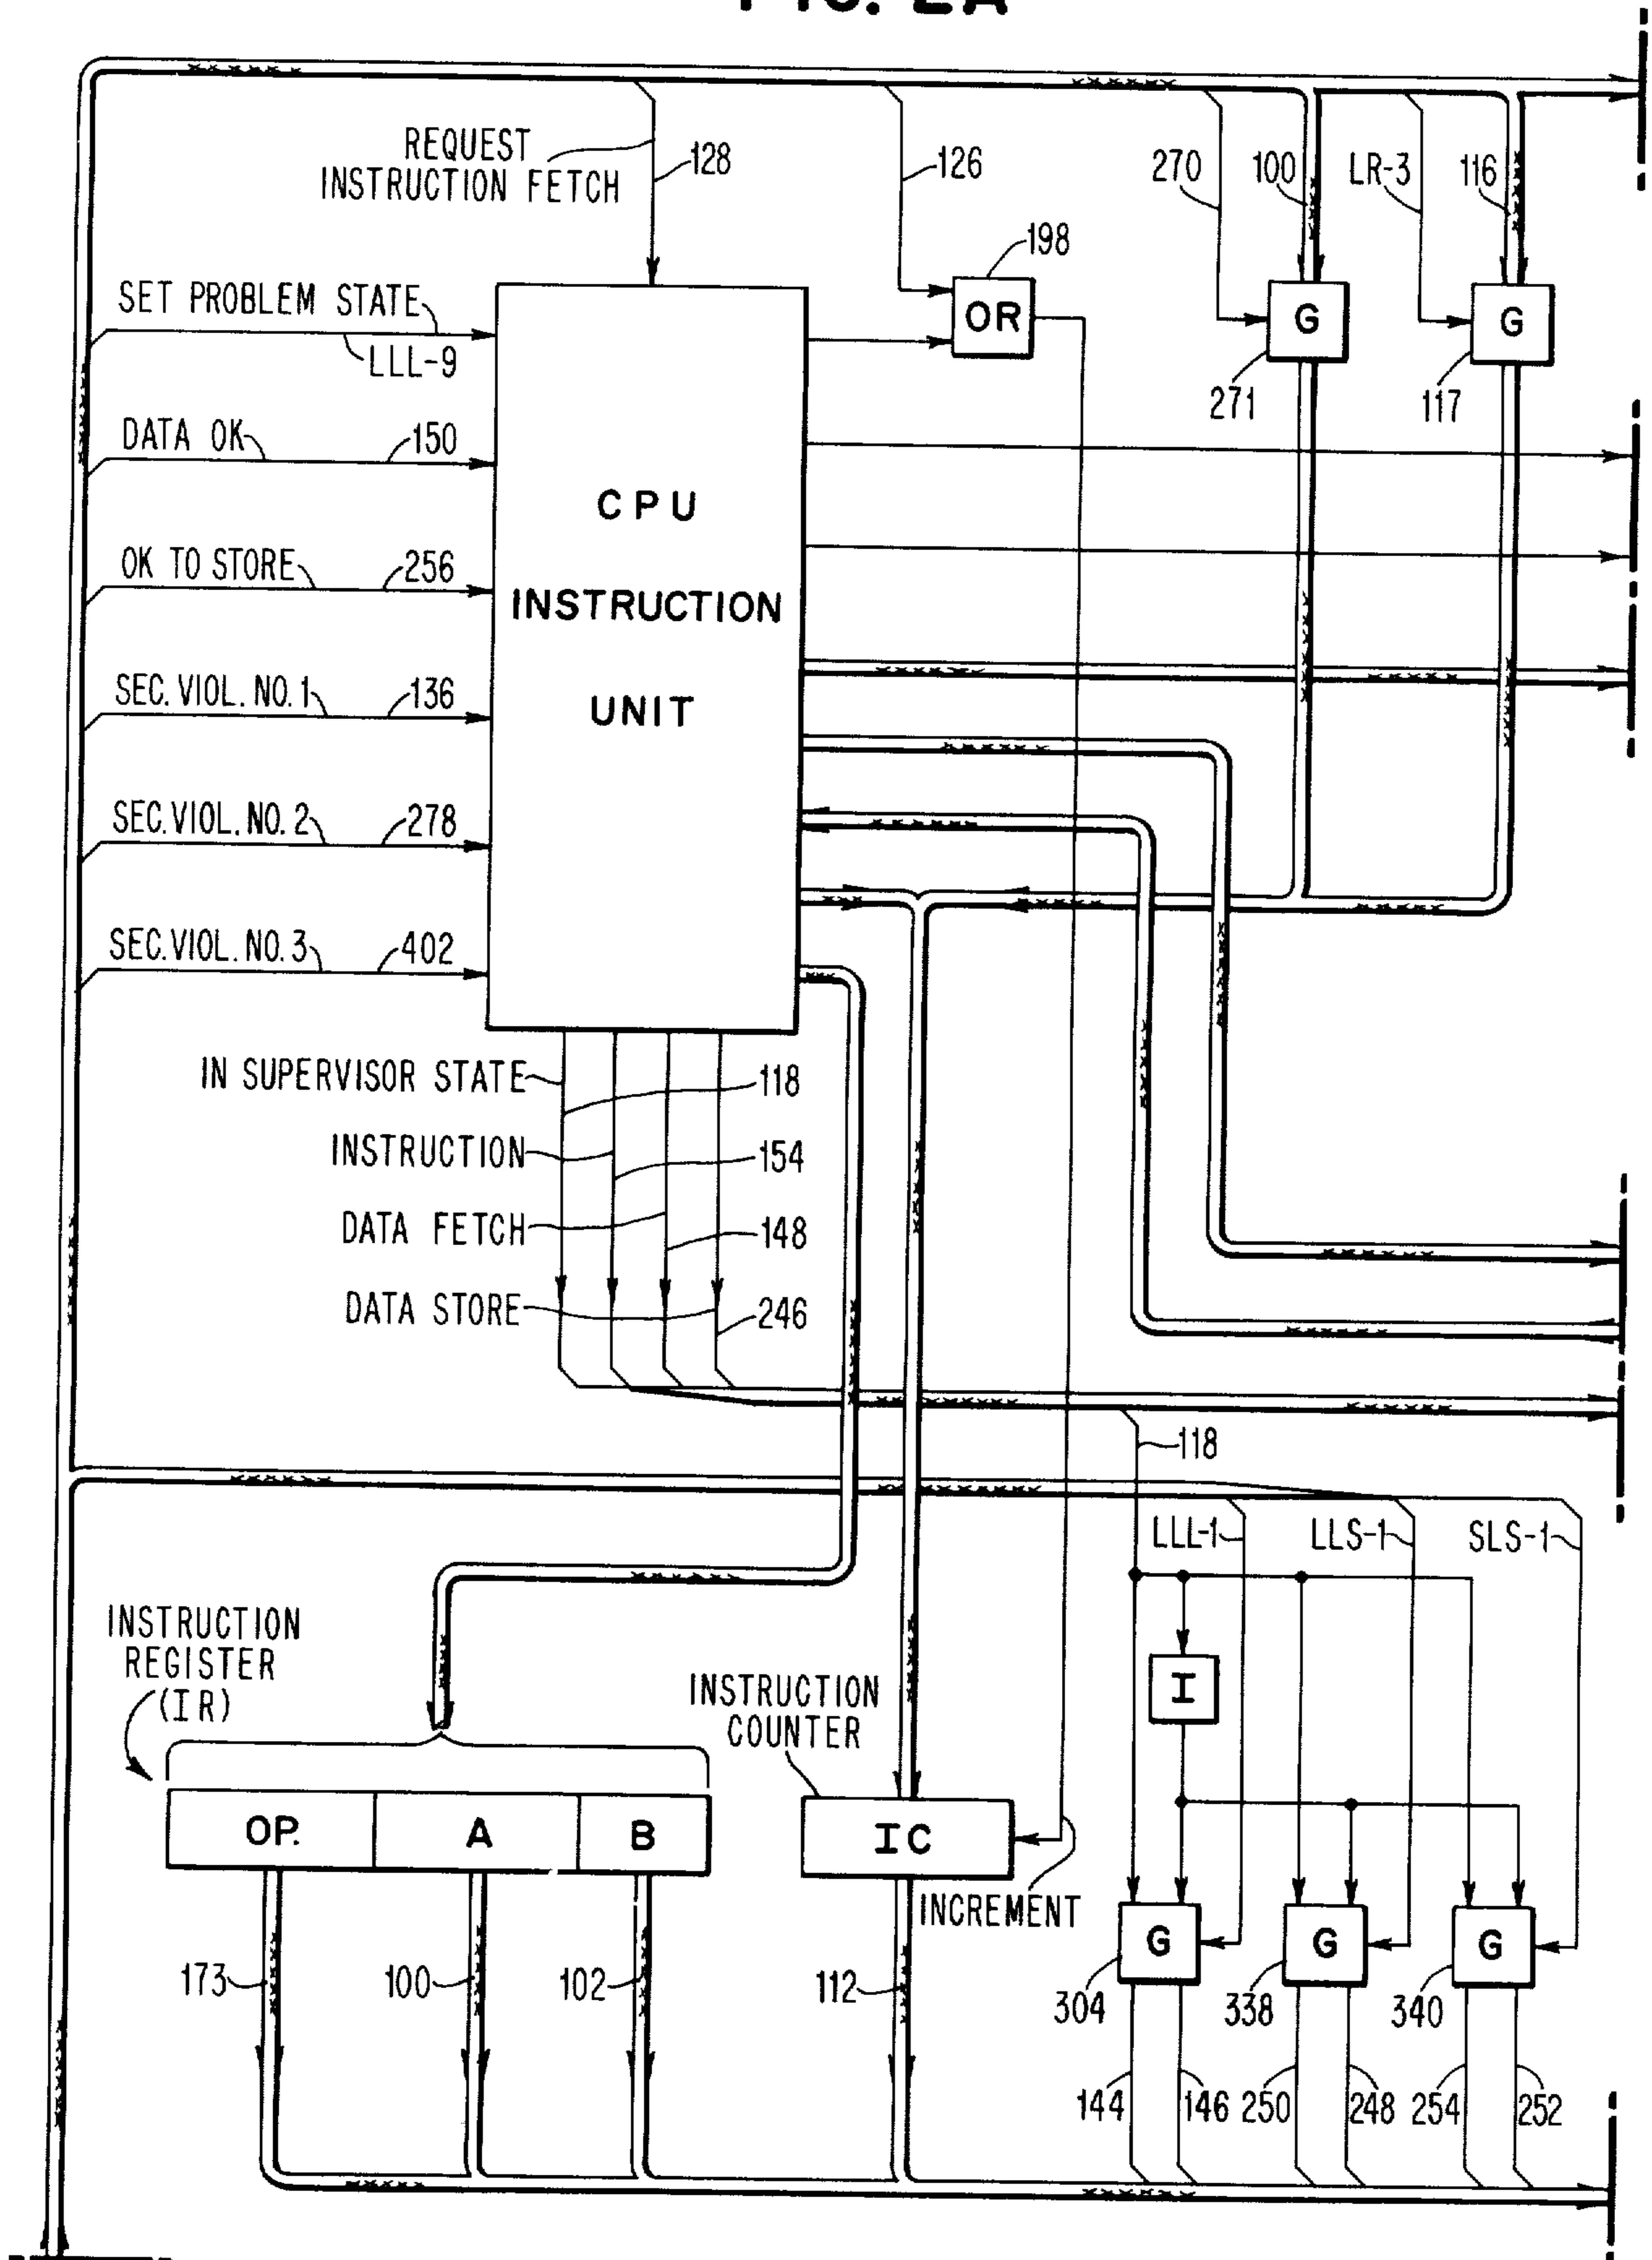 FIG. 2A
REQUEST
INSTRUCTION FETCH
128
126
270
100
LR-3
116
198
OR
G
G
271
117
SET PROBLEM STATE
LLL-9
DATA OK
150
OK TO STORE
256
SEC. VIOL. NO. 1
136
SEC. VIOL. NO. 2
278
SEC. VIOL. NO. 3
402
CPU
INSTRUCTION
UNIT
IN SUPERVISOR STATE
118
INSTRUCTION
154
DATA FETCH
148
DATA STORE
246
118
LLL-1
LLS-1
SLS-1
I
INSTRUCTION
REGISTER
(IR)
INSTRUCTION
COUNTER
OP.
A
B
IC
INCREMENT
G
G
G
304
338
340
173
100
102
112
144
146
250
248
254
252